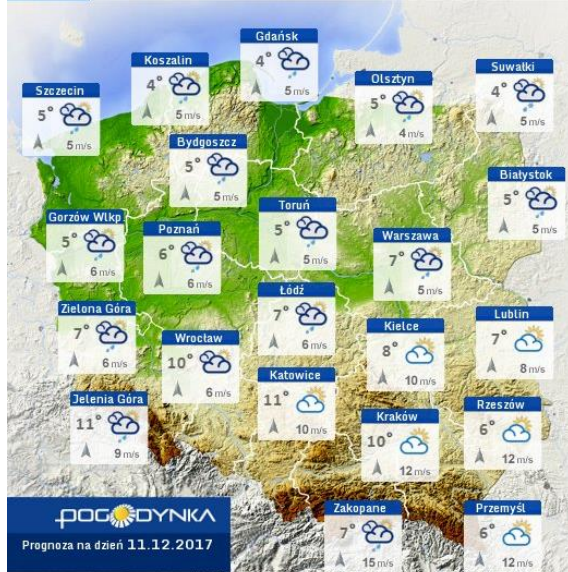 Gdańsk
4°
5 m/s
Koszalin
4°
5 m/s
Suwałki
4°
5 m/s
Olsztyn
5°
4 m/s
Szczecin
5°
5 m/s
Bydgoszcz
5°
5 m/s
Białystok
5°
5 m/s
Toruń
5°
5 m/s
Gorzów Wlkp
5°
6 m/s
Poznań
6°
6 m/s
Warszawa
7°
5 m/s
Łódź
7°
6 m/s
Zielona Góra
7°
6 m/s
Lublin
7°
8 m/s
Kielce
8°
10 m/s
Wrocław
10°
6 m/s
Katowice
11°
10 m/s
Jelenia Góra
11°
9 m/s
Rzeszów
6°
12 m/s
Kraków
10°
12 m/s
Zakopane
7°
15 m/s
Przemyśl
6°
12 m/s
POGODYNKA
Prognoza na dzień 11.12.2017